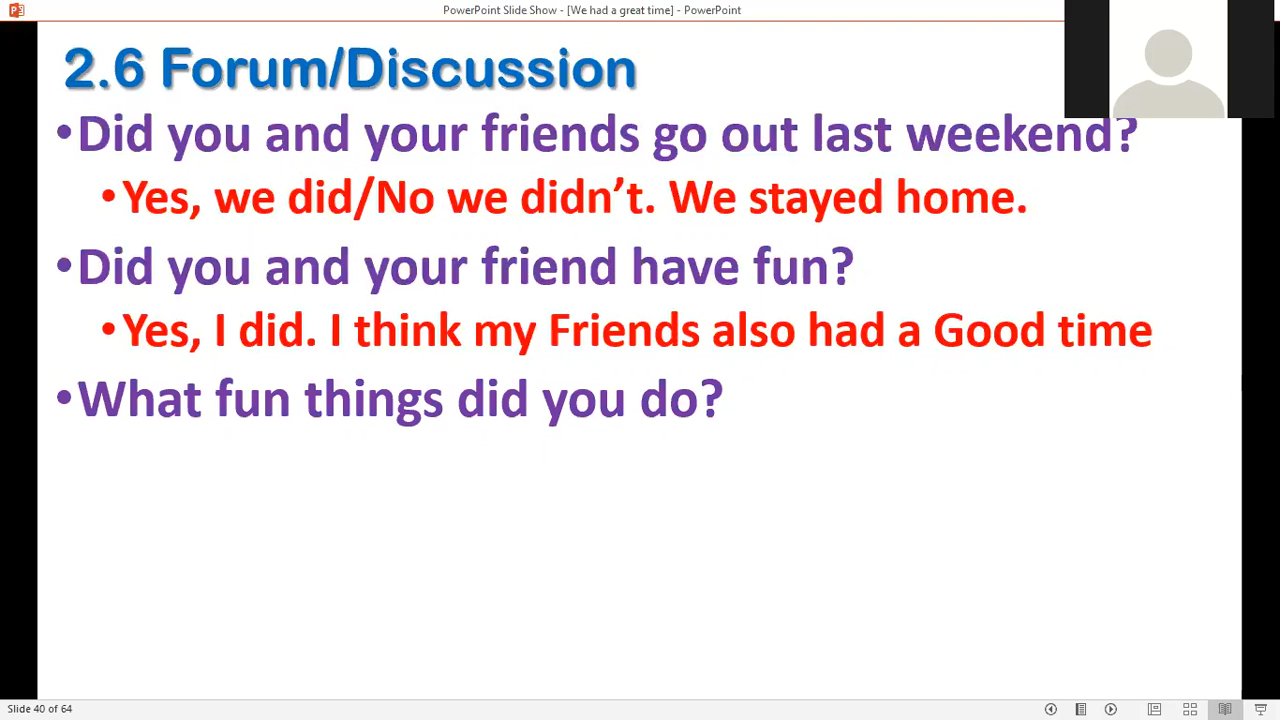 PowerPoint Slide Show - [We had a great time] - PowerPoint
2.6 Forum/Discussion
•Did you and your friends go out last weekend?
•Yes, we did/No we didn’t. We stayed home.
•Did you and your friend have fun?
•Yes, I did. I think my Friends also had a Good time
•What fun things did you do?
Slide 40 of 64